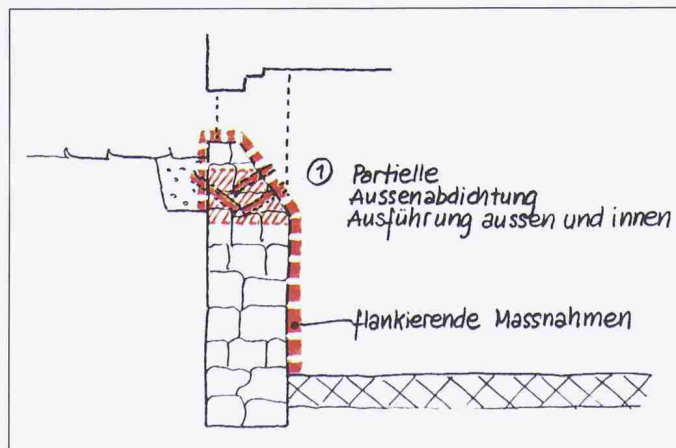 ① Partielle
Aussenabdichtung
Ausführung aussen und innen
flankierende Massnahmen